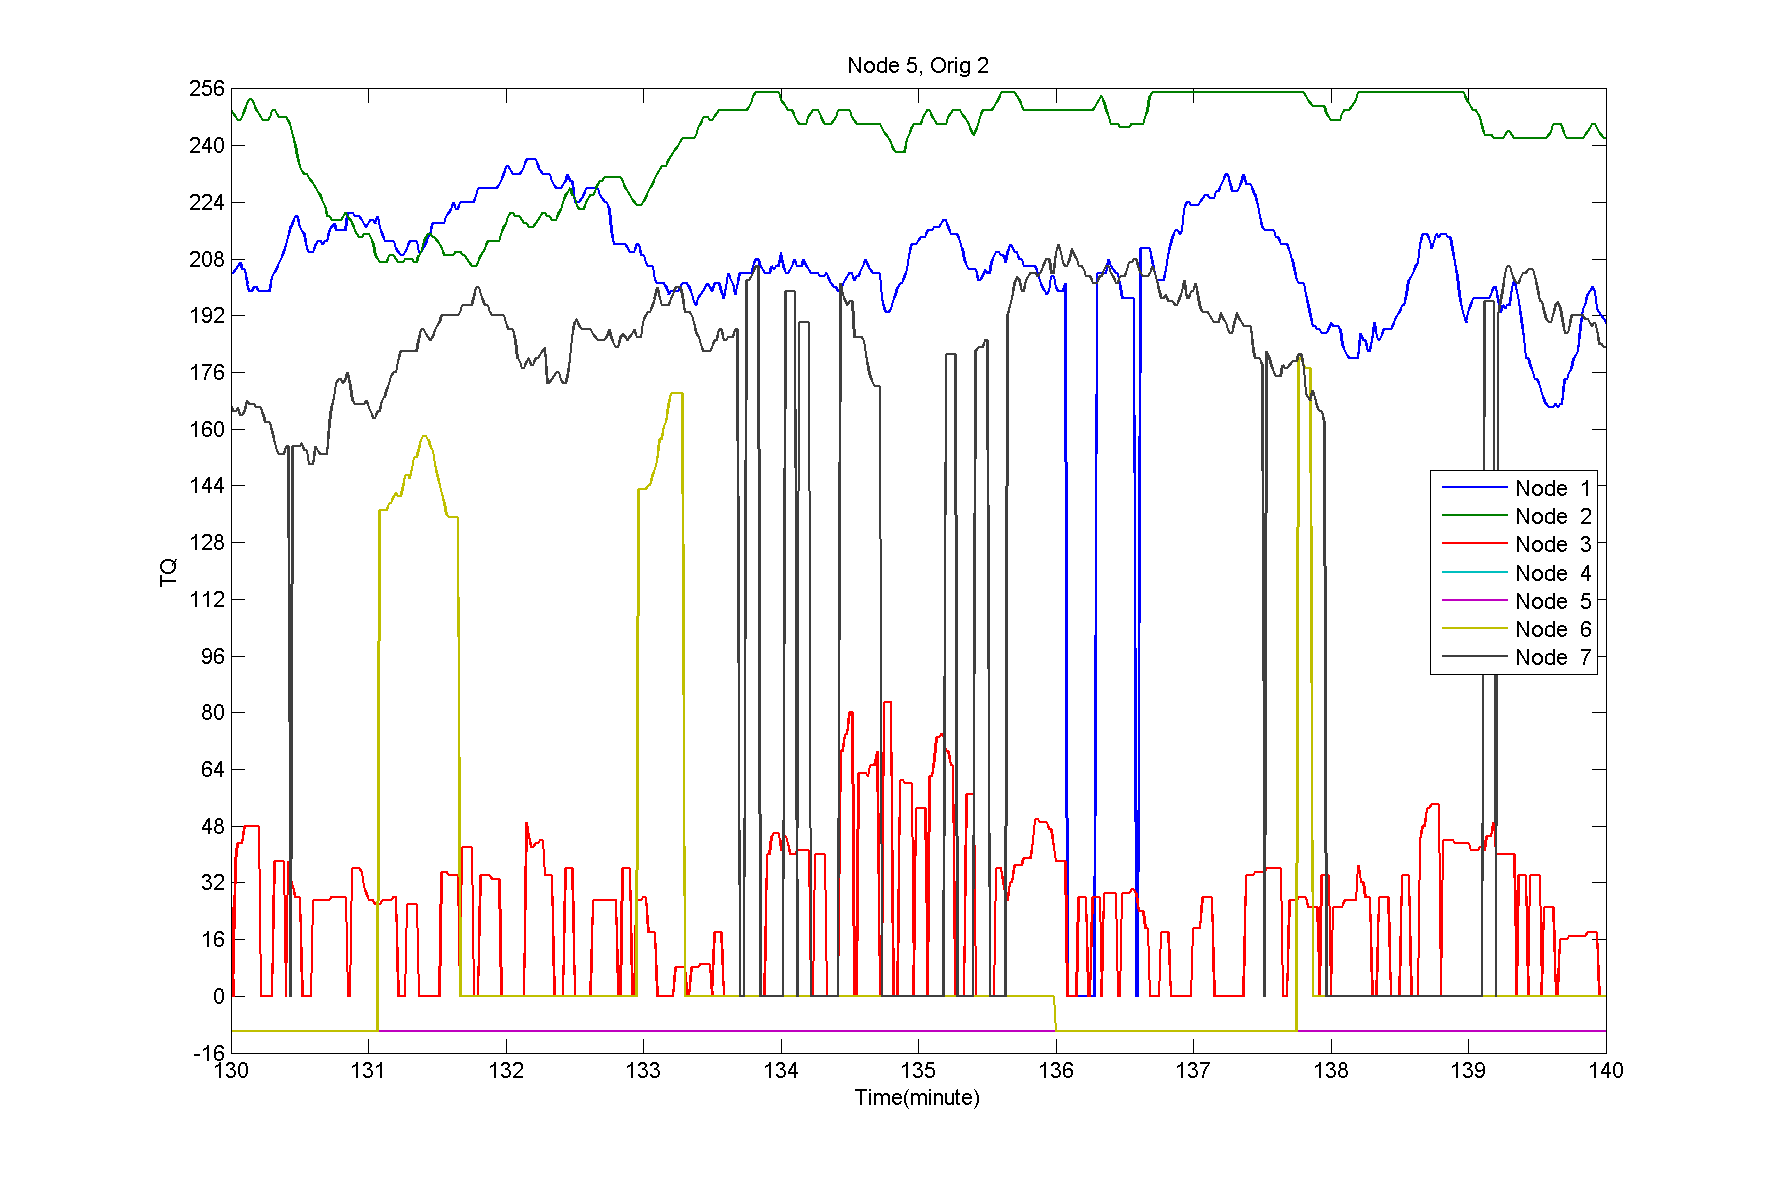 Node 5, Orig 2
256
240
224
208
192
176
160
144
128
112
96
80
64
48
32
16
0
-16
TQ
Node 1
Node 2
Node 3
Node 4
Node 5
Node 6
Node 7
130 131 132 133 134 135 136 137 138 139 140
Time(minute)